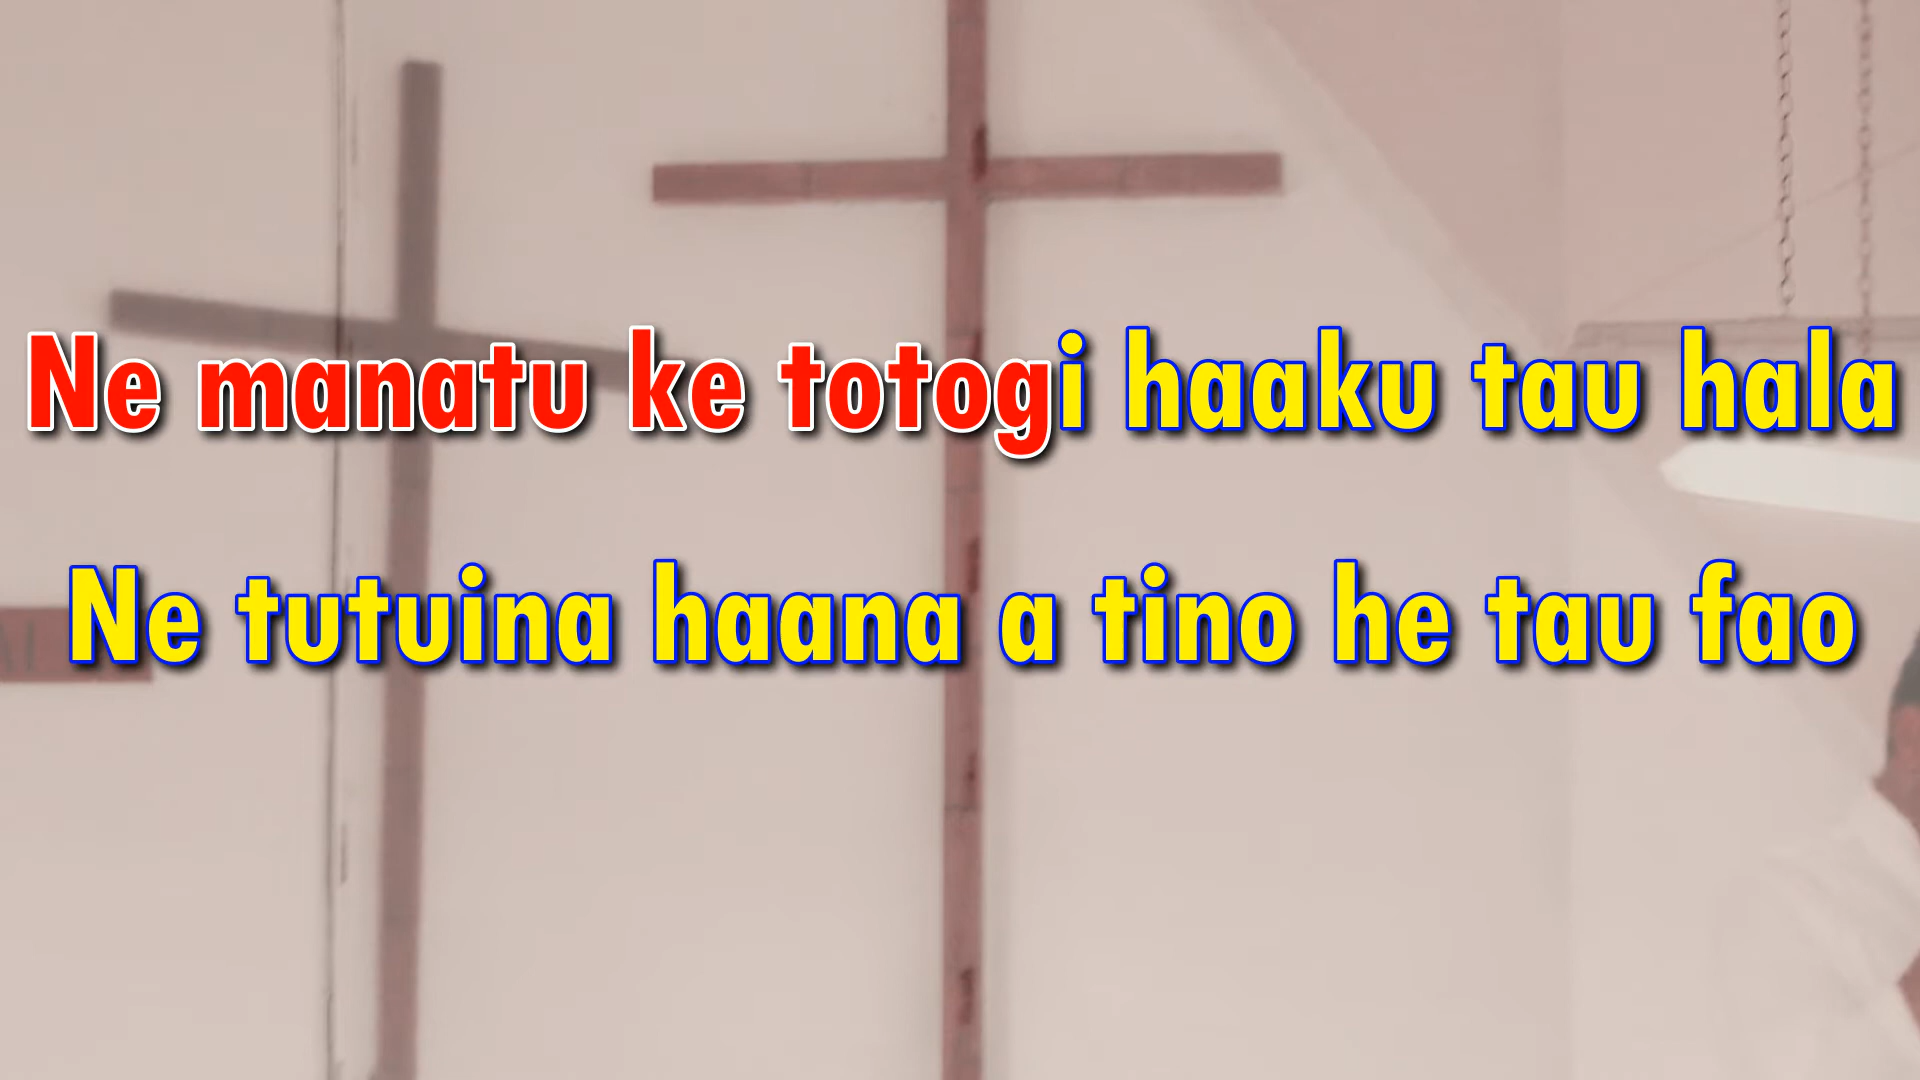 Ne manatu ke totogi haaku tau hala
Ne tutuina haana a tino he tau fao